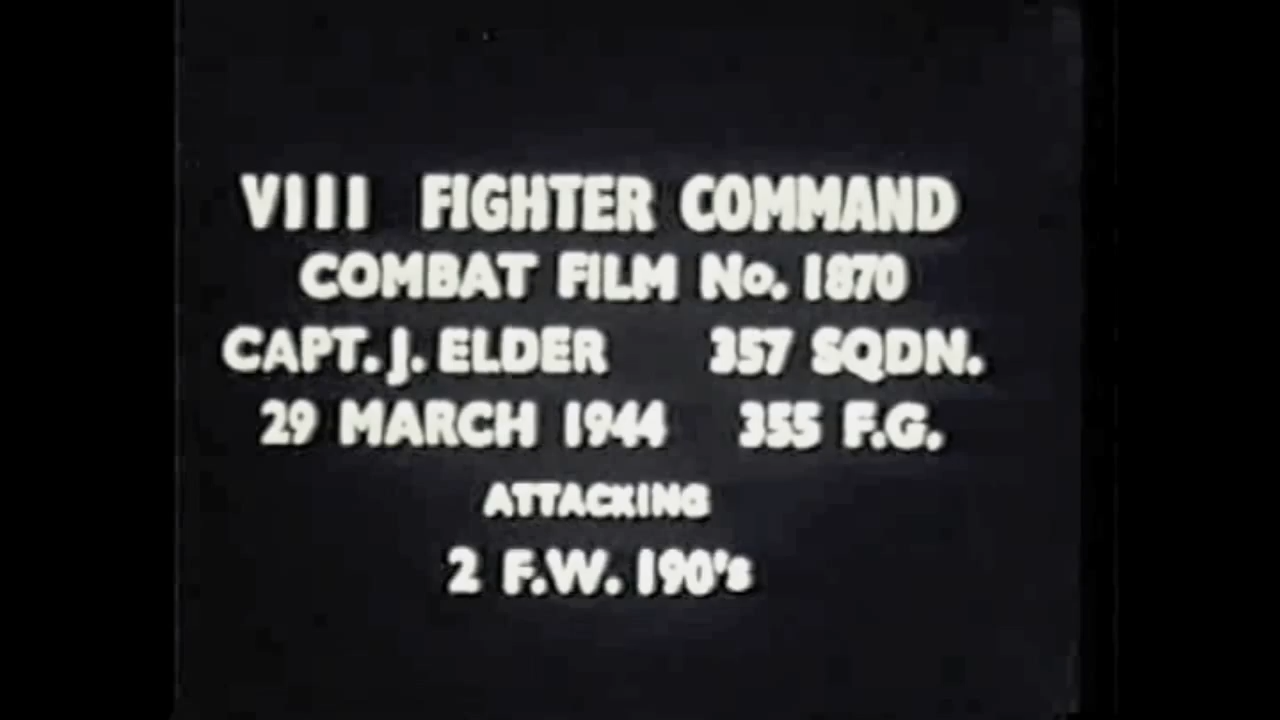 VIII FIGHTER COMMAND
COMBAT FILM No. 1870
CAPT. J. ELDER 357 SQDN.
29 MARCH 1944 355 F.G.
ATTACKING
2 F.W. 190's